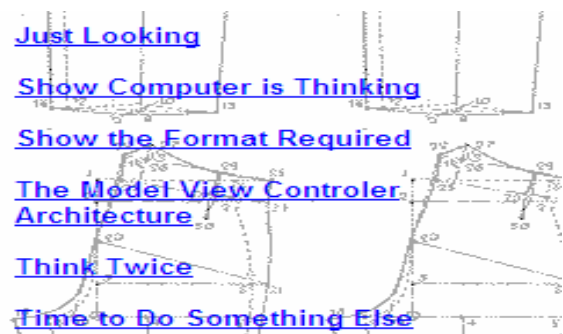 Just Looking
Show Computer is Thinking
Show the Format Required
The Model View Controler
Architecture
Think Twice
Time to Do Something Else